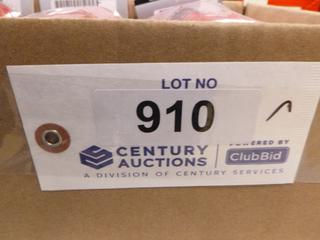 LOT NO
910
CENTURY
AUCTIONS
POWERED BY
ClubBid
A DIVISION OF CENTURY SERVICES